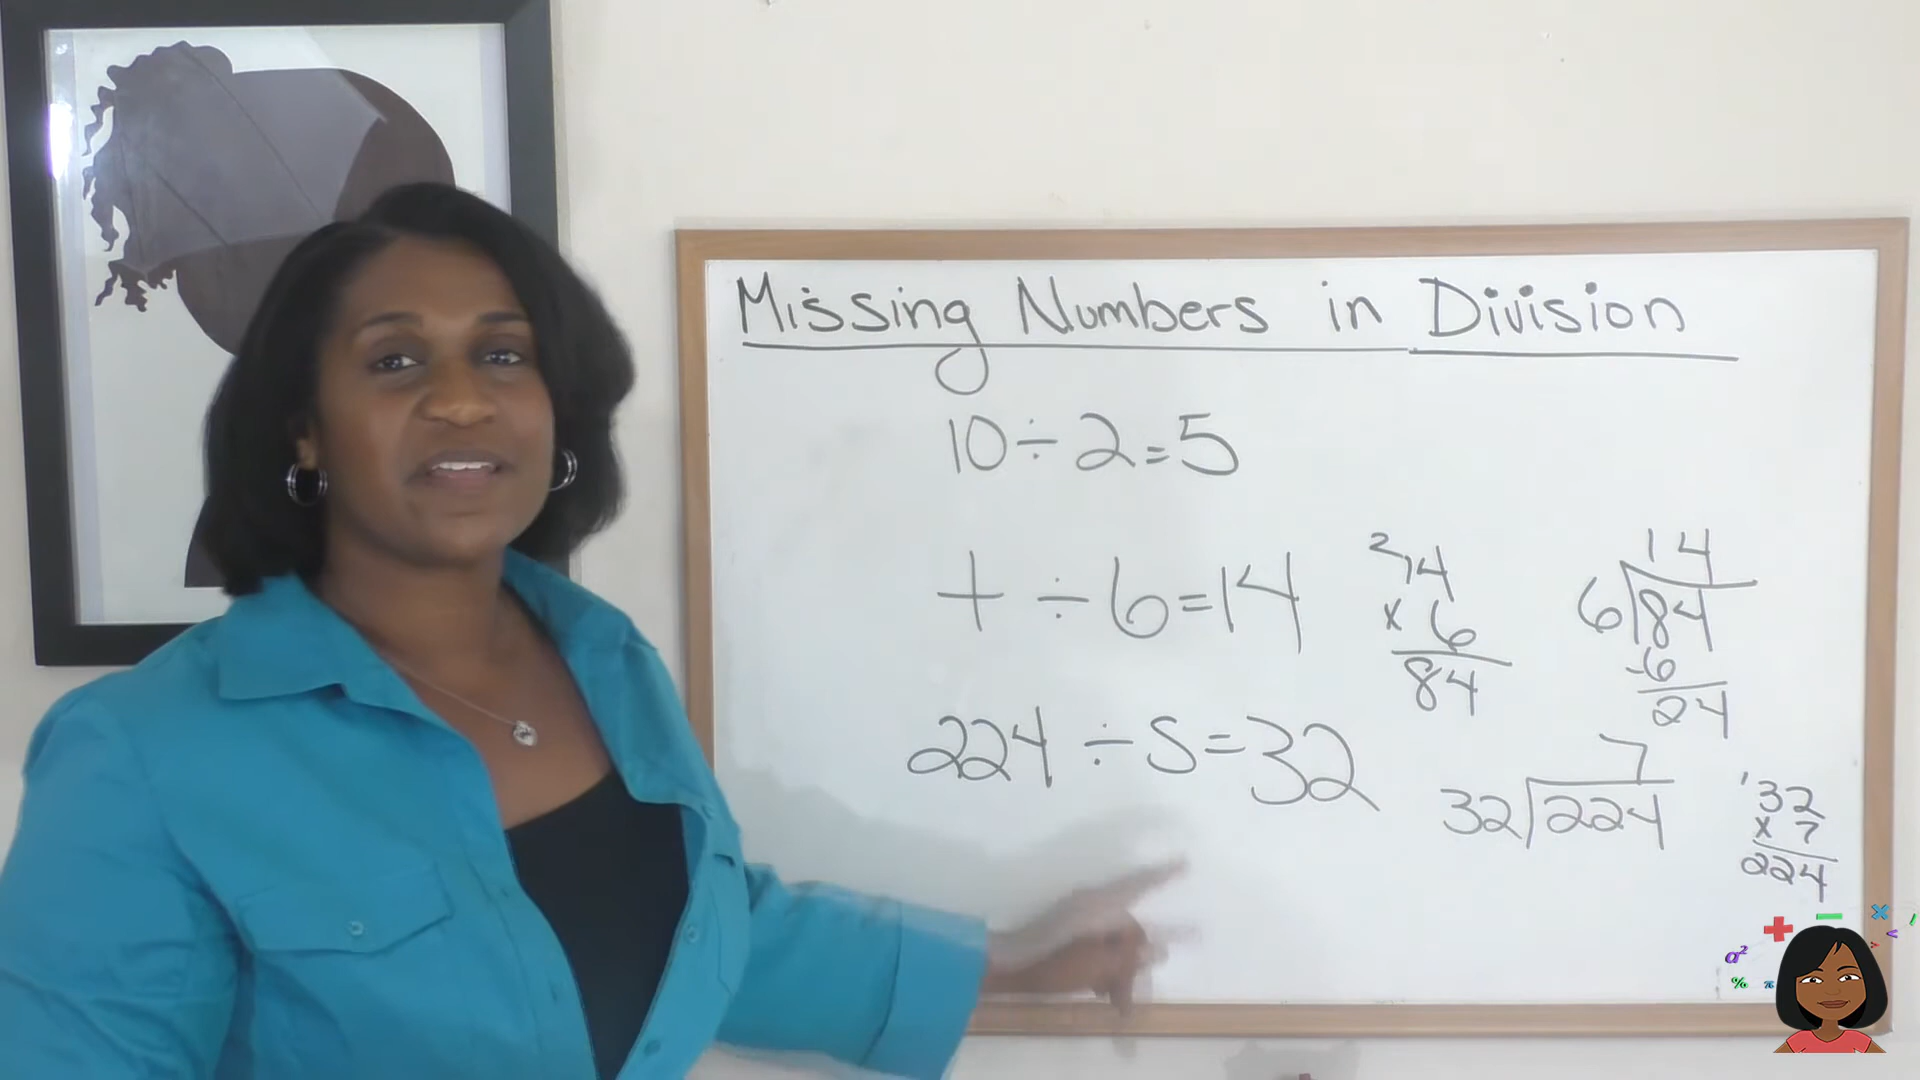 Missing Numbers in Division
10 ÷ 2 = 5
t ÷ 6 = 14
2
14
x 6
84
14
6 84
-6
24
224 ÷ s = 32
7
32 224
1
32
x 7
224
+ − × /
a² <
% π